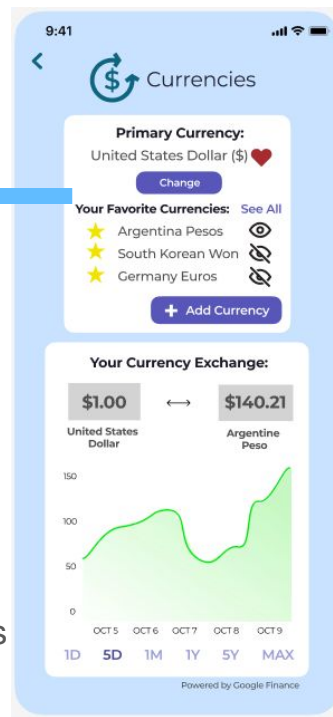 9:41
Currencies
Primary Currency:
United States Dollar ($)
Change
Your Favorite Currencies: See All
Argentina Pesos
South Korean Won
Germany Euros
+ Add Currency
Your Currency Exchange:
$1.00 ⟷ $140.21
United States Argentine
Dollar Peso
150
100
50
0
OCT 5 OCT 6 OCT 7 OCT 8 OCT 9
s
1D 5D 1M 1Y 5Y MAX
Powered by Google Finance